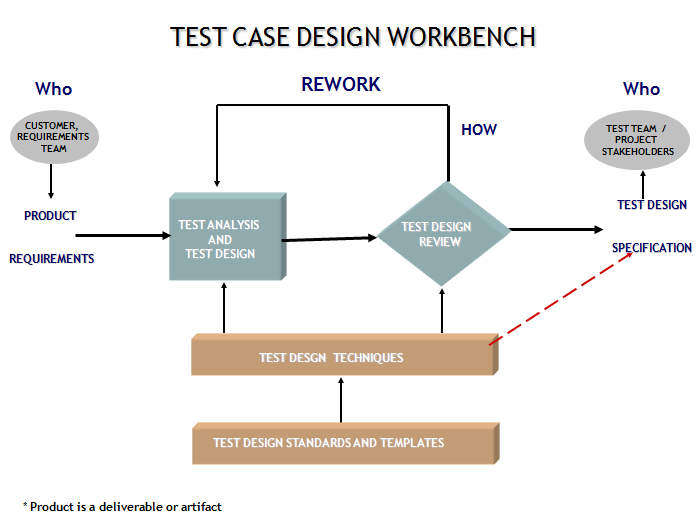 TEST CASE DESIGN WORKBENCH
Who
REWORK
Who
CUSTOMER,
REQUIREMENTS
TEAM
HOW
TEST TEAM /
PROJECT
STAKEHOLDERS
PRODUCT
REQUIREMENTS
TEST ANALYSIS
AND
TEST DESIGN
TEST DESIGN
REVIEW
TEST DESIGN
SPECIFICATION
TEST DESGN TECHNIQUES
TEST DESIGN STANDARDS AND TEMPLATES
* Product is a deliverable or artifact